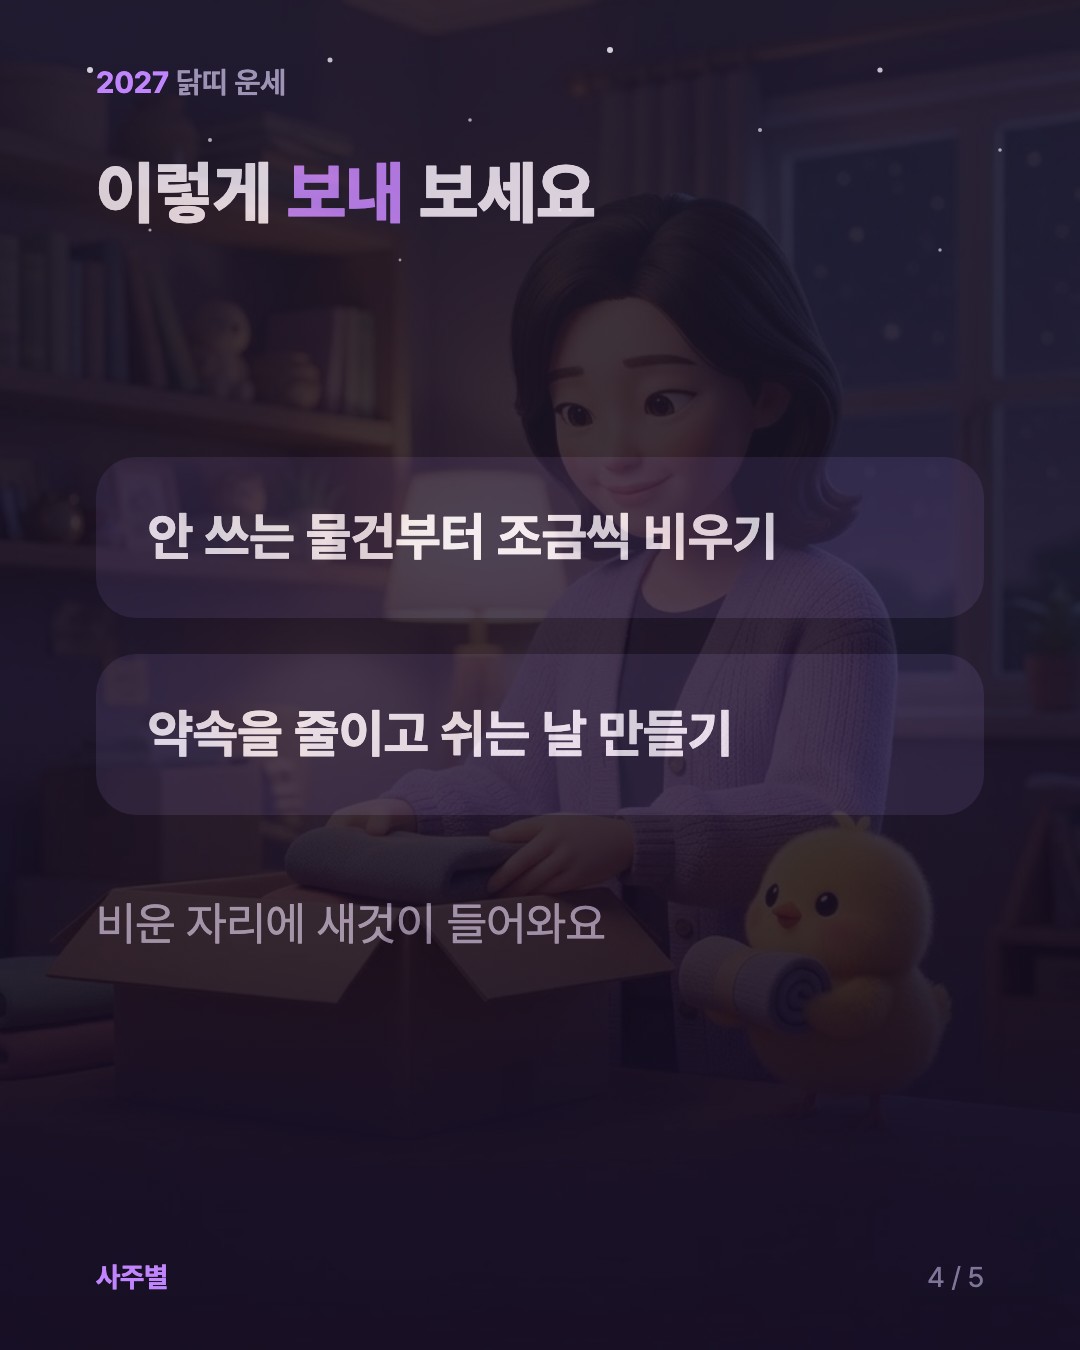 2027 닭띠 운세
이렇게 보내 보세요
안 쓰는 물건부터 조금씩 비우기
약속을 줄이고 쉬는 날 만들기
비운 자리에 새것이 들어와요
사주별
4 / 5